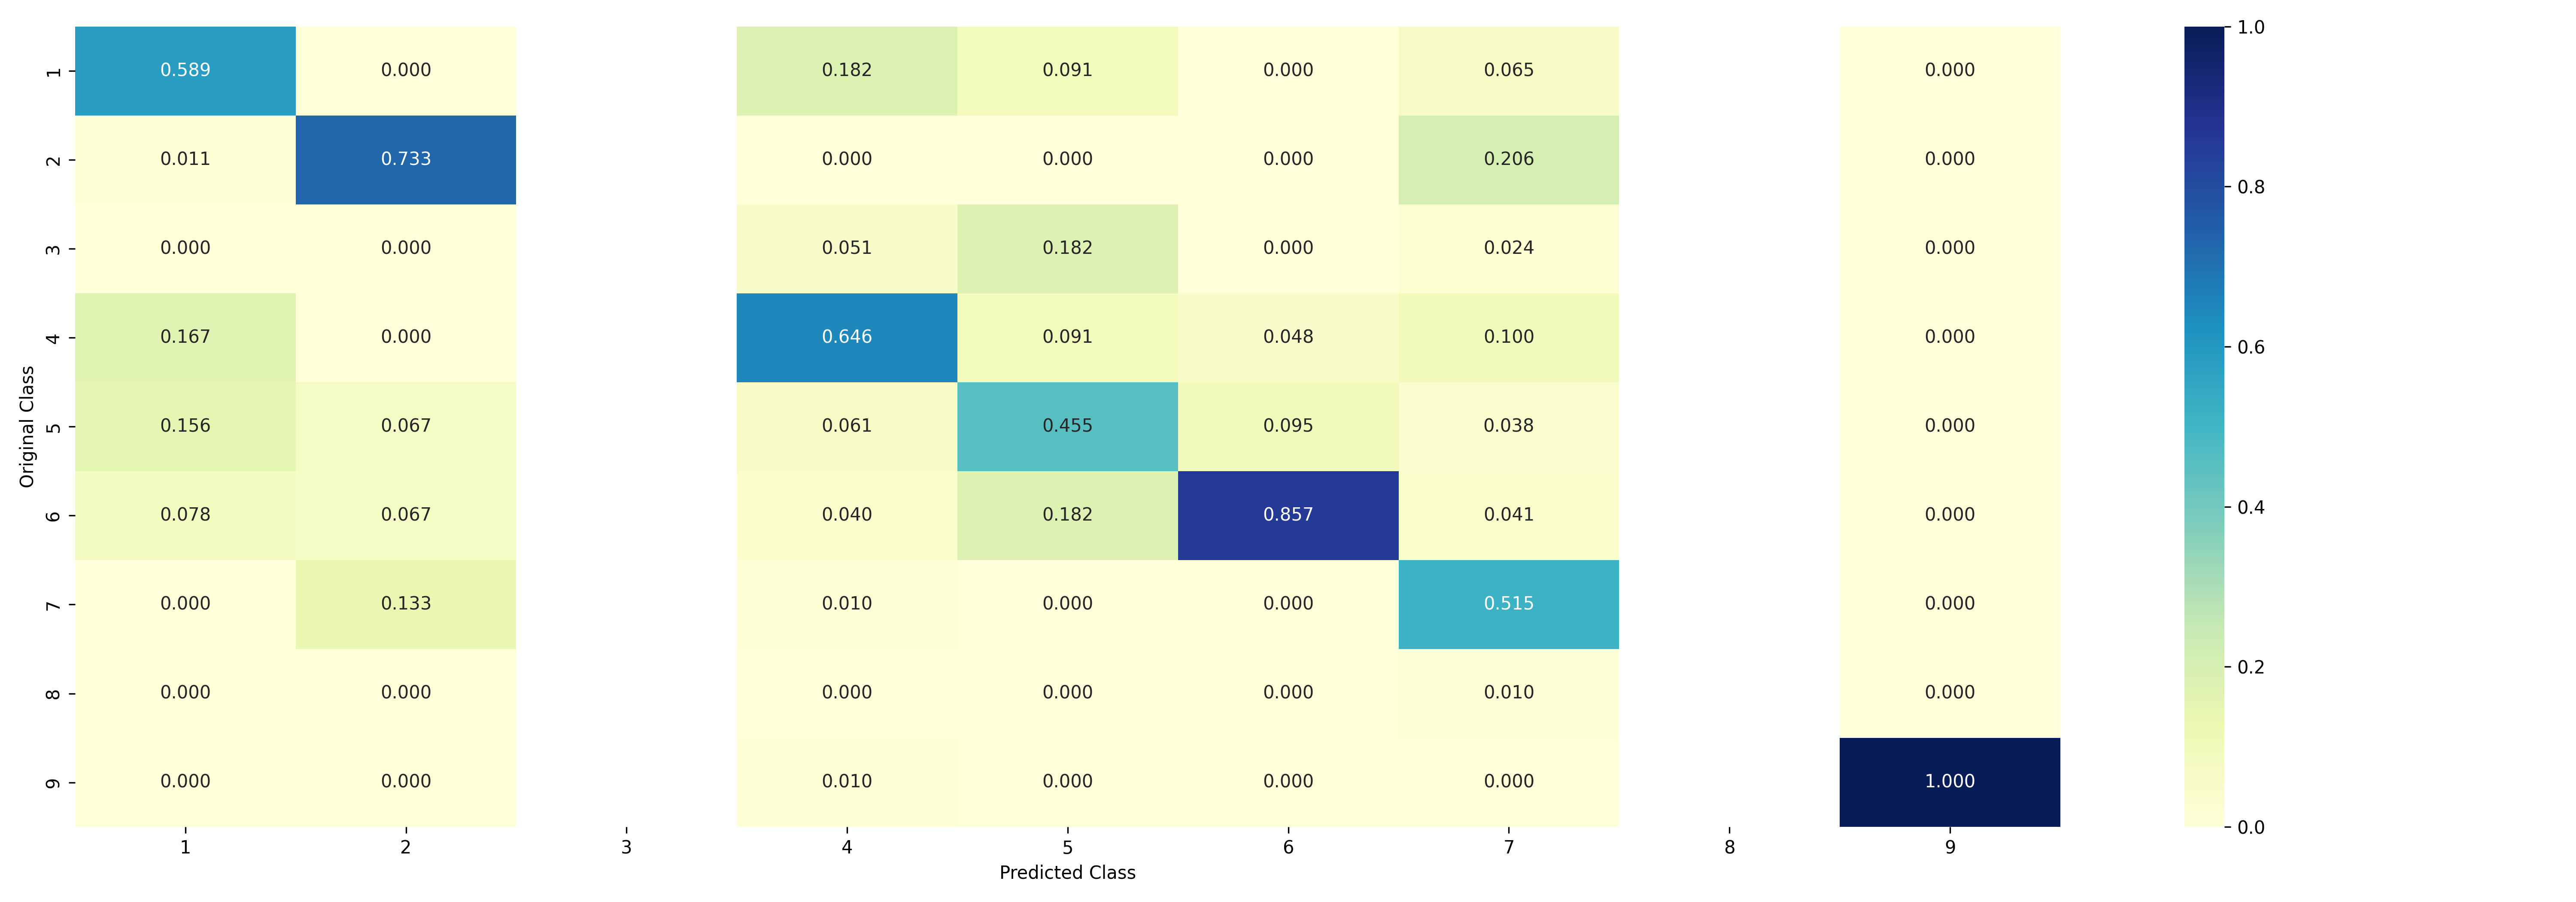 1 0.589 0.000 0.182 0.091 0.000 0.065 0.000
2 0.011 0.733 0.000 0.000 0.000 0.206 0.000
3 0.000 0.000 0.051 0.182 0.000 0.024 0.000
4 0.167 0.000 0.646 0.091 0.048 0.100 0.000
5 0.156 0.067 0.061 0.455 0.095 0.038 0.000
6 0.078 0.067 0.040 0.182 0.857 0.041 0.000
7 0.000 0.133 0.010 0.000 0.000 0.515 0.000
8 0.000 0.000 0.000 0.000 0.000 0.010 0.000
9 0.000 0.000 0.010 0.000 0.000 0.000 1.000
1 2 3 4 5 6 7 8 9
Predicted Class
Original Class
1.0
0.8
0.6
0.4
0.2
0.0